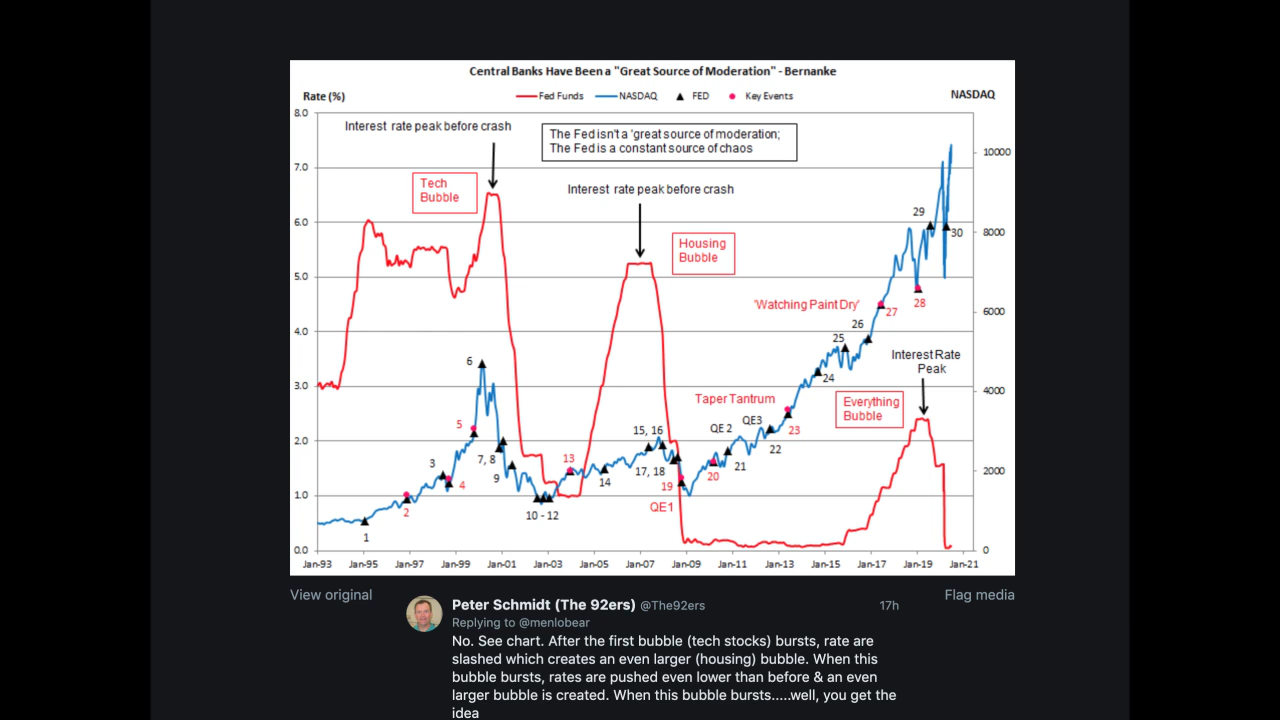 Central Banks Have Been a "Great Source of Moderation" - Bernanke
Rate (%)
Fed Funds
NASDAQ
FED
Key Events
NASDAQ
8.0
7.0
6.0
5.0
4.0
3.0
2.0
1.0
0.0
10000
8000
6000
4000
2000
0
Interest rate peak before crash
The Fed isn't a 'great source of moderation;
The Fed is a constant source of chaos
Tech
Bubble
Interest rate peak before crash
Housing
Bubble
'Watching Paint Dry'
Interest Rate
Peak
Taper Tantrum
Everything
Bubble
QE 2
QE3
QE1
1
2
3
4
5
6
7, 8
9
10 - 12
13
14
15, 16
17, 18
19
20
21
22
23
24
25
26
27
28
29
30
Jan-93
Jan-95
Jan-97
Jan-99
Jan-01
Jan-03
Jan-05
Jan-07
Jan-09
Jan-11
Jan-13
Jan-15
Jan-17
Jan-19
Jan-21
View original
Flag media
Peter Schmidt (The 92ers) @The92ers
17h
Replying to @menlobear
No. See chart. After the first bubble (tech stocks) bursts, rate are
slashed which creates an even larger (housing) bubble. When this
bubble bursts, rates are pushed even lower than before & an even
larger bubble is created. When this bubble bursts.....well, you get the
idea